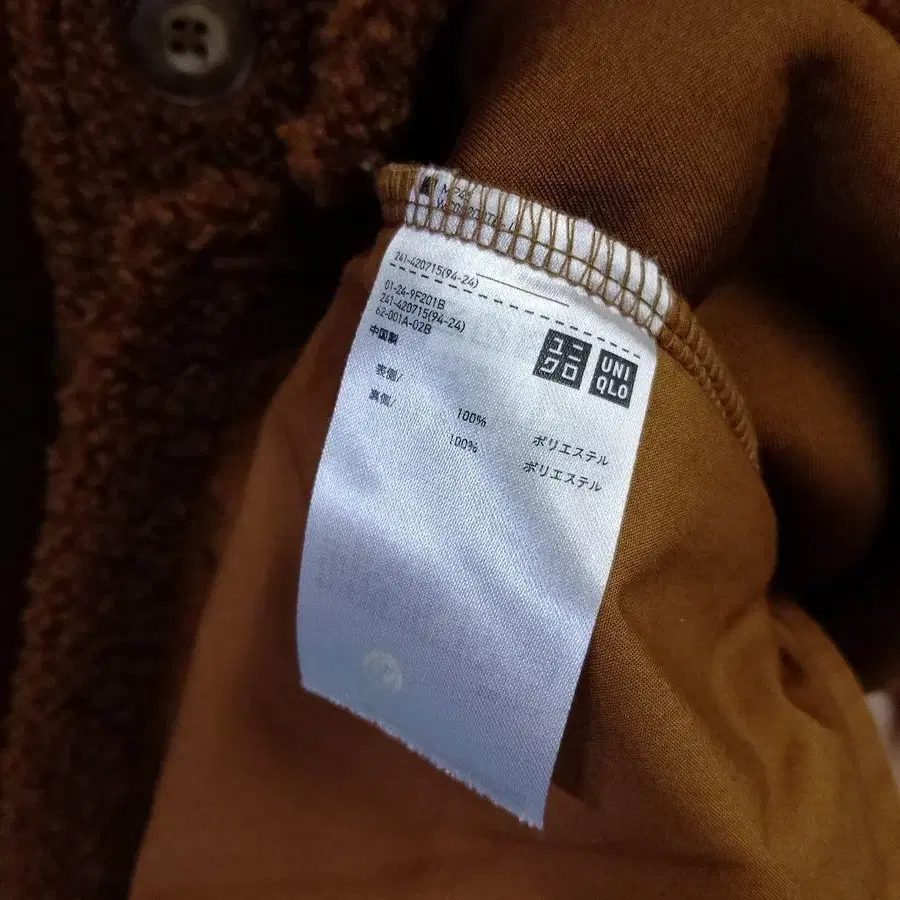 241-420715(94-24)
01-24-9F201B
241-420715(94-24)
62-001A-02B
中国製
ユニ
クロ
UNI
QLO
表側/ 100% ポリエステル
裏側/ 100% ポリエステル